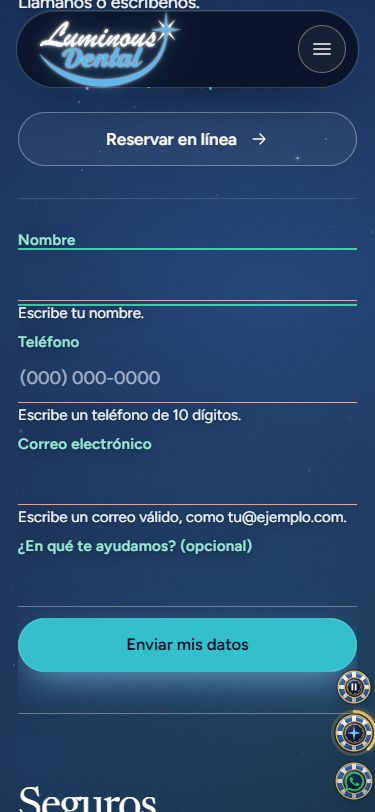 Llámanos o escríbenos.
Luminous
Dental
Reservar en línea
Nombre
Escribe tu nombre.
Teléfono
(000) 000-0000
Escribe un teléfono de 10 dígitos.
Correo electrónico
Escribe un correo válido, como tu@ejemplo.com.
¿En qué te ayudamos? (opcional)
Enviar mis datos
Seguros